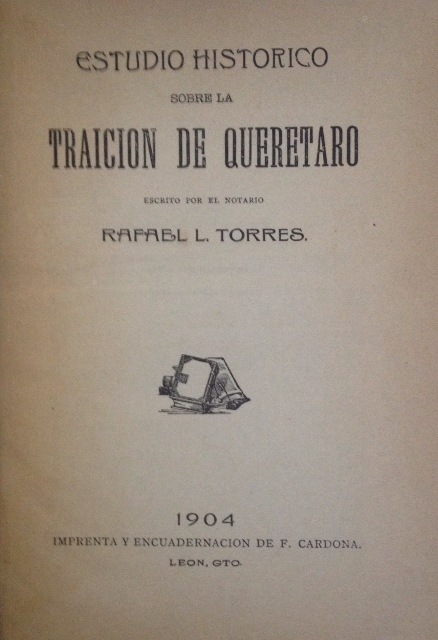 ESTUDIO HISTORICO
SOBRE LA
TRAICION DE QUERETARO
ESCRITO POR EL NOTARIO
RAFAEL L. TORRES.
1904
IMPRENTA Y ENCUADERNACION DE F. CARDONA.
LEON, GTO.